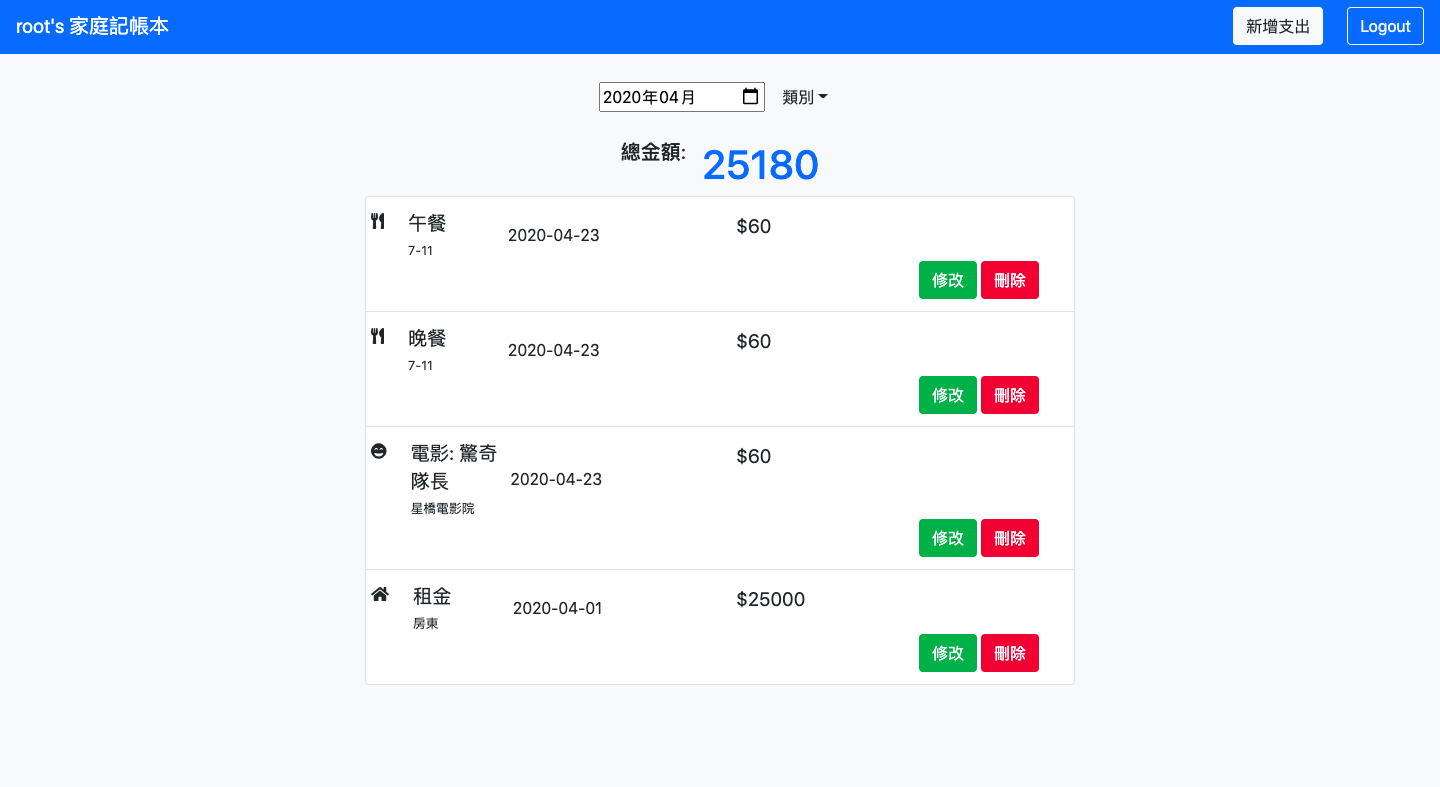 root's 家庭記帳本
新增支出
Logout
2020年04月
類別
總金額:
25180
午餐
7-11
2020-04-23
$60
修改
刪除
晚餐
7-11
2020-04-23
$60
修改
刪除
電影: 驚奇
隊長
星橋電影院
2020-04-23
$60
修改
刪除
租金
房東
2020-04-01
$25000
修改
刪除